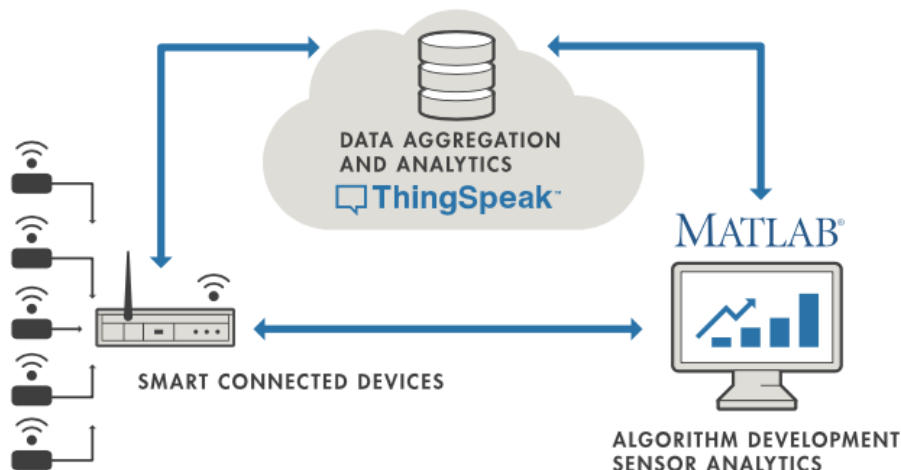 DATA AGGREGATION
AND ANALYTICS
ThingSpeak™
MATLAB®
SMART CONNECTED DEVICES
ALGORITHM DEVELOPMENT
SENSOR ANALYTICS